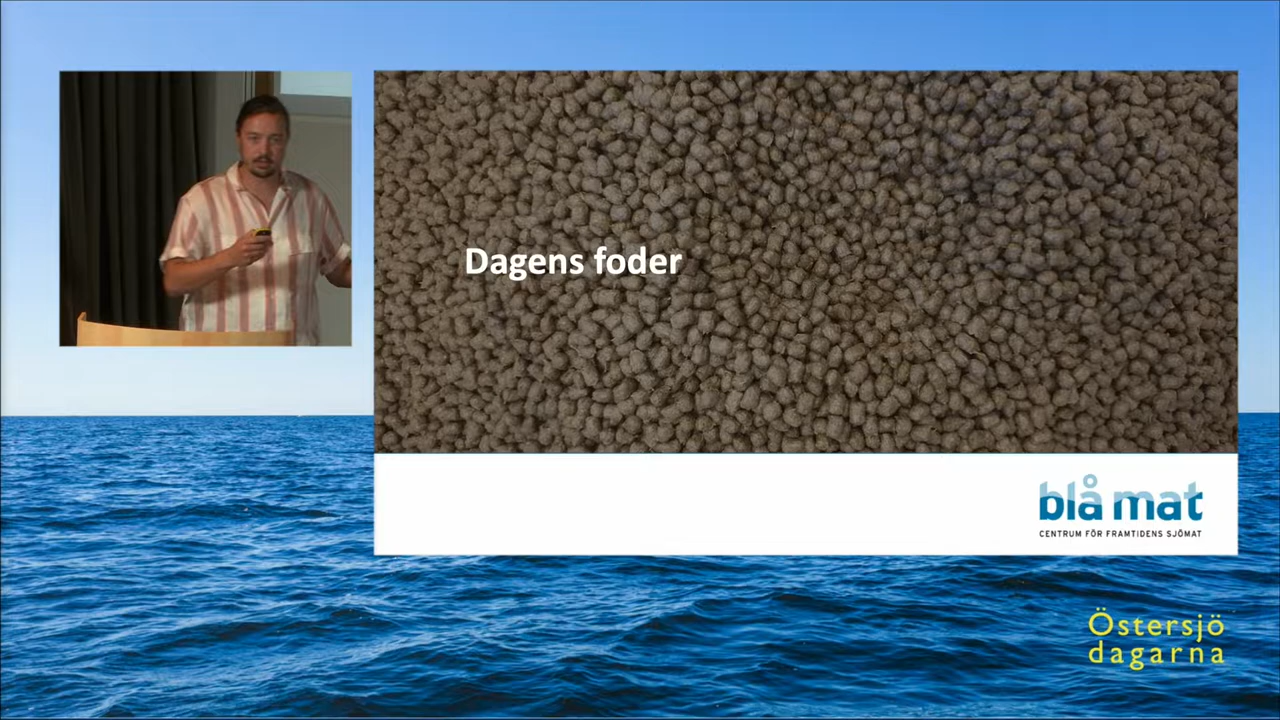 Dagens foder
blå mat
CENTRUM FÖR FRAMTIDENS SJÖMAT
Östersjö
dagarna